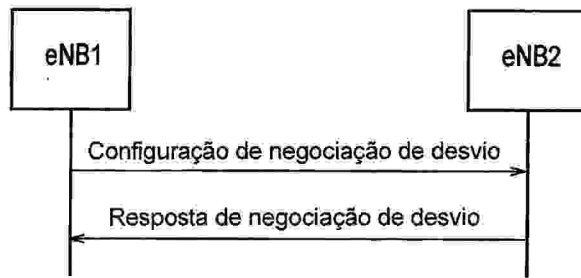 eNB1
eNB2
Configuração de negociação de desvio
Resposta de negociação de desvio